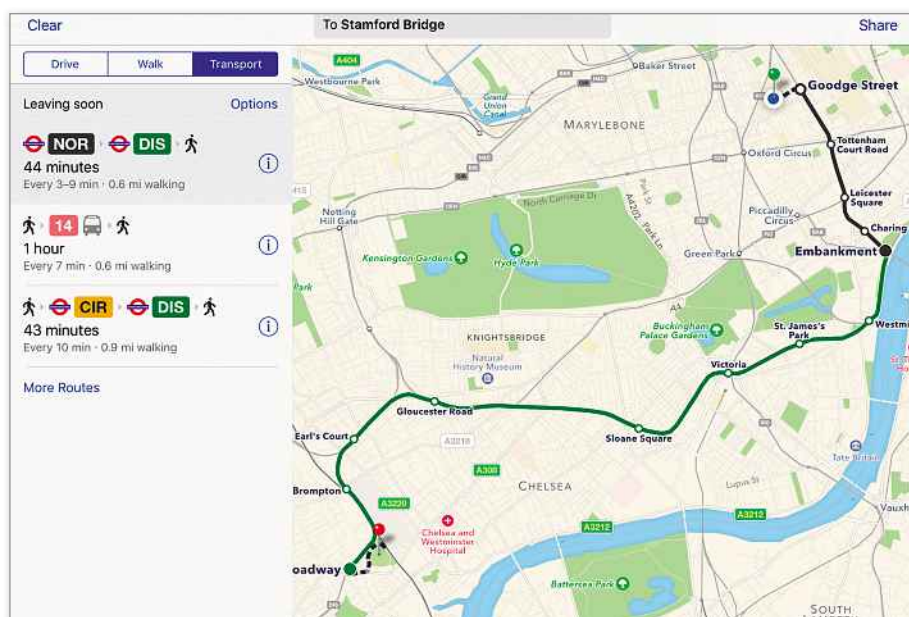 Clear
To Stamford Bridge
Share
Drive
Walk
Transport
Leaving soon
Options
NOR
DIS
44 minutes
Every 3–9 min · 0.6 mi walking
14
1 hour
Every 7 min · 0.6 mi walking
CIR
DIS
43 minutes
Every 10 min · 0.9 mi walking
More Routes
A404
Westbourne Park
Baker Street
Grand
Union
Canal
MARYLEBONE
Goodge Street
Tottenham
Court Road
Oxford Circus
Leicester
Square
Notting
Hill Gate
North Carriage Dr
Park St
A4202
Park Ln
Piccadilly
Circus
Charing
Embankment
Green Park
Kensington Gardens
Hyde Park
Park
A4
KNIGHTSBRIDGE
Buckingham
Palace Gardens
St. James's
Park
Westmi
St. T
Ho
Natural
History Museum
Victoria
Gloucester Road
Earl's Court
A3218
Sloane Square
Tate Britain
A308
Brompton
CHELSEA
Lupus St
A3220
A3212
A3212
Vauxh
Chelsea and
Westminster
Hospital
oadway
Battersea Park
SOUTH